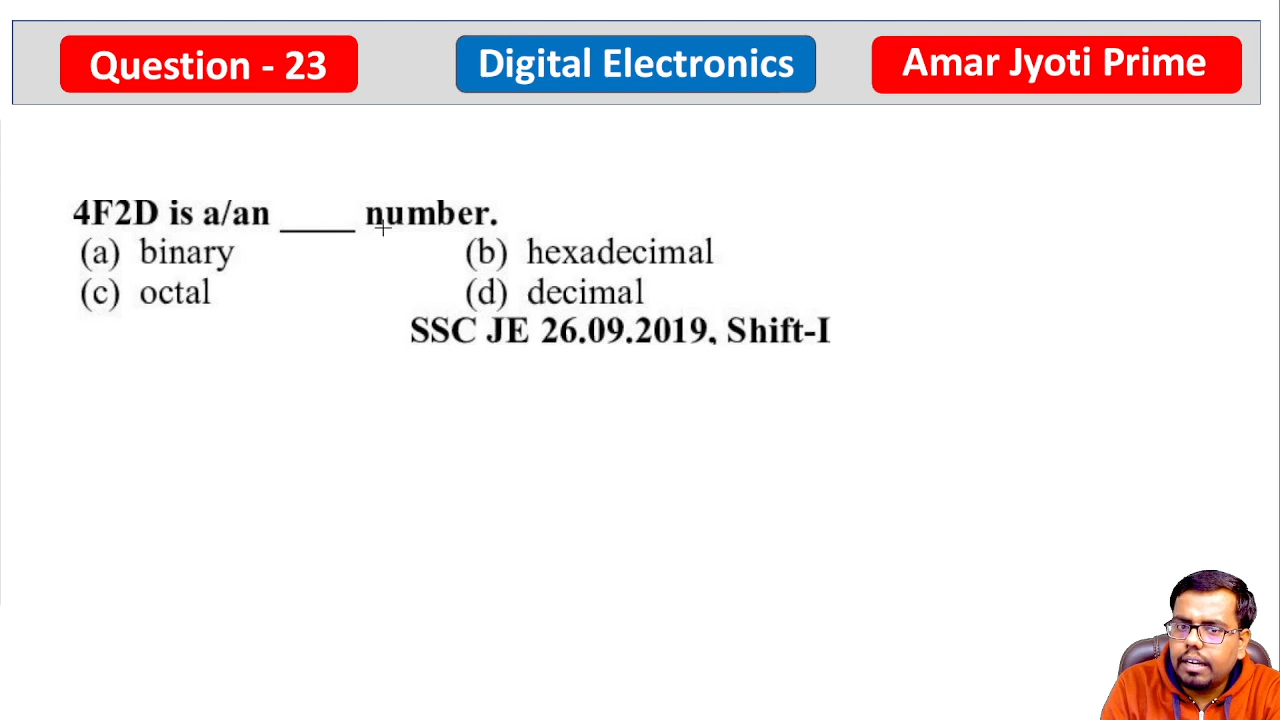 Question - 23
Digital Electronics
Amar Jyoti Prime
4F2D is a/an ____ number.
(a) binary
(b) hexadecimal
(c) octal
(d) decimal
SSC JE 26.09.2019, Shift-I